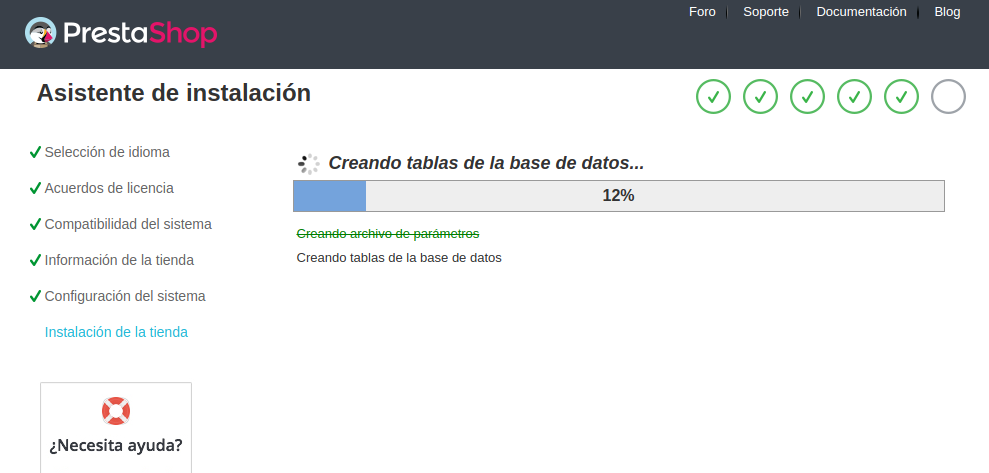 Foro Soporte Documentación Blog
PrestaShop
Asistente de instalación
Selección de idioma
Acuerdos de licencia
Compatibilidad del sistema
Información de la tienda
Configuración del sistema
Instalación de la tienda
¿Necesita ayuda?
Creando tablas de la base de datos...
12%
Creando archivo de parámetros
Creando tablas de la base de datos